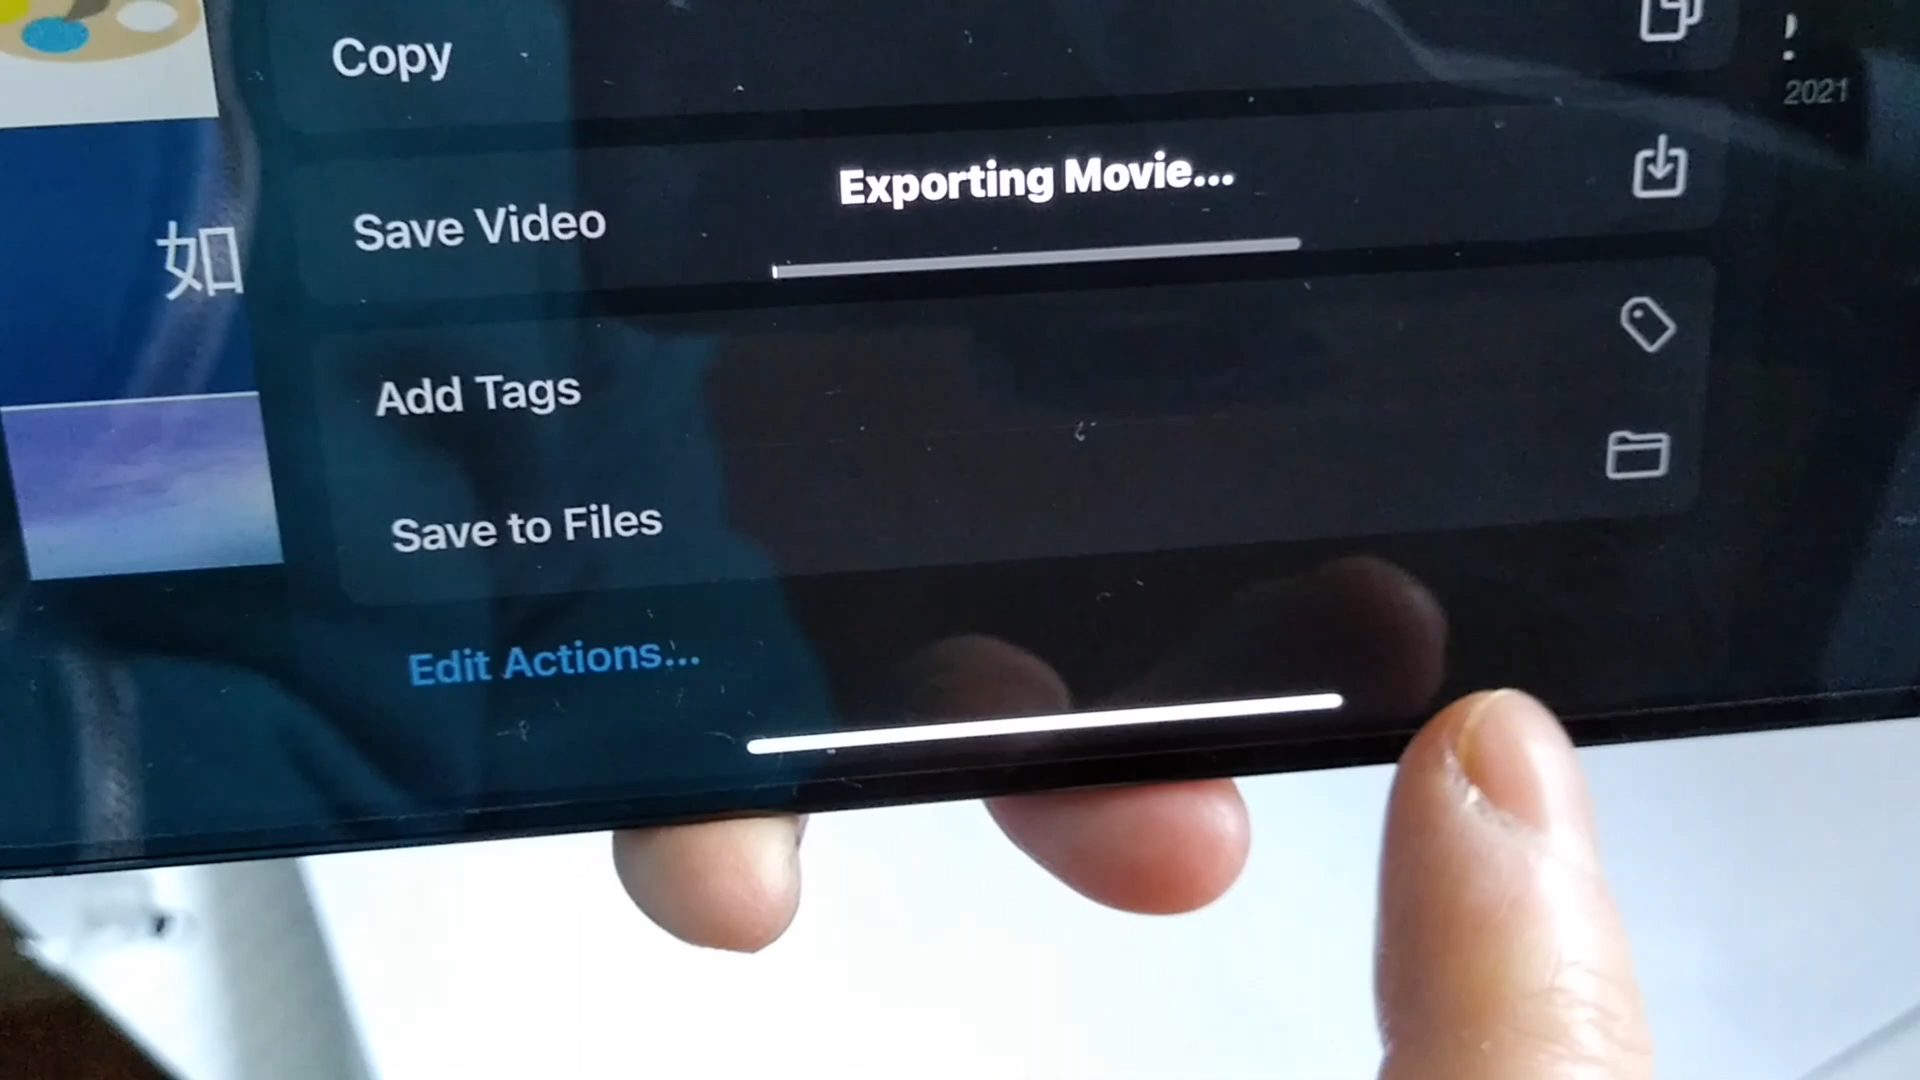 Copy
2021
Exporting Movie...
Save Video
如
Add Tags
Save to Files
Edit Actions...